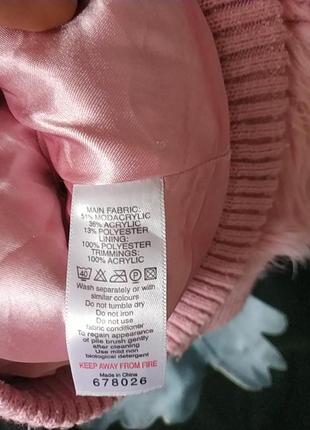 MAIN FABRIC:
51% MODACRYLIC
36% ACRYLIC
13% POLYESTER
LINING:
100% POLYESTER
TRIMMINGS:
100% ACRYLIC
40
Wash separately or with
similar colours
Do not tumble dry
Do not iron
Do not use
fabric conditioner
To regain appearance
of pile brush gently
after cleaning
Use mild non
biological detergent
KEEP AWAY FROM FIRE
Made in China
678026